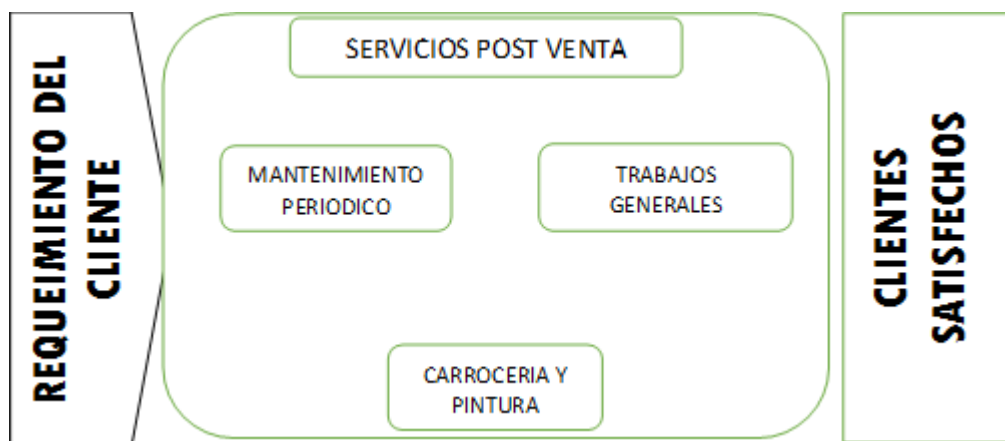 REQUEIMIENTO DEL
CLIENTE
SERVICIOS POST VENTA
MANTENIMIENTO
PERIODICO
TRABAJOS
GENERALES
CARROCERIA Y
PINTURA
CLIENTES
SATISFECHOS